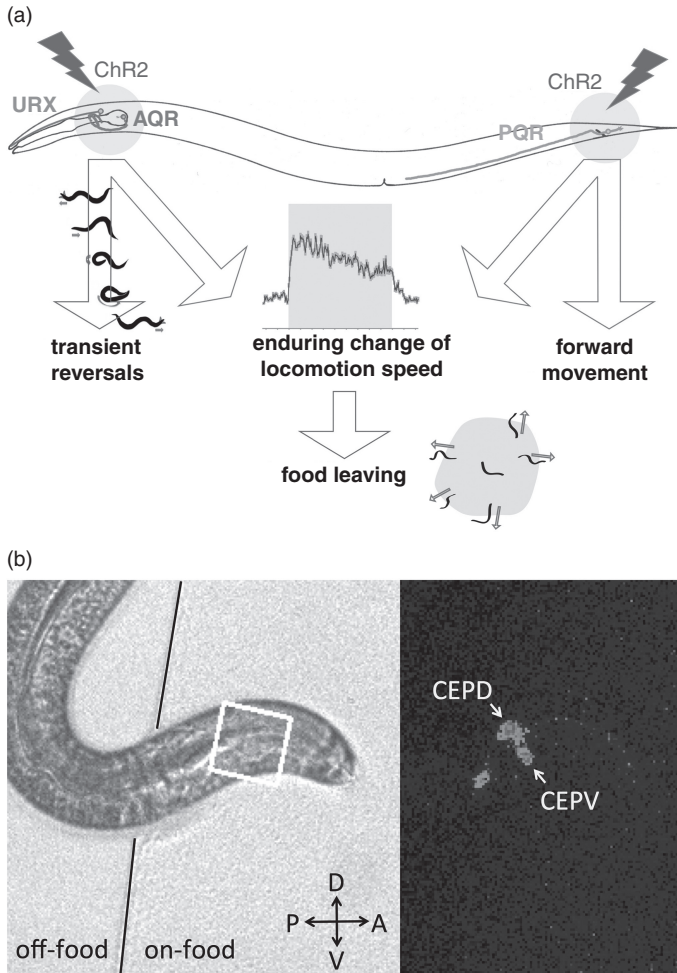 (a)
ChR2
ChR2
URX
AQR
PQR
transient
reversals
enduring change of
locomotion speed
forward
movement
food leaving
(b)
CEPD
CEPV
D
P
A
V
off-food
on-food